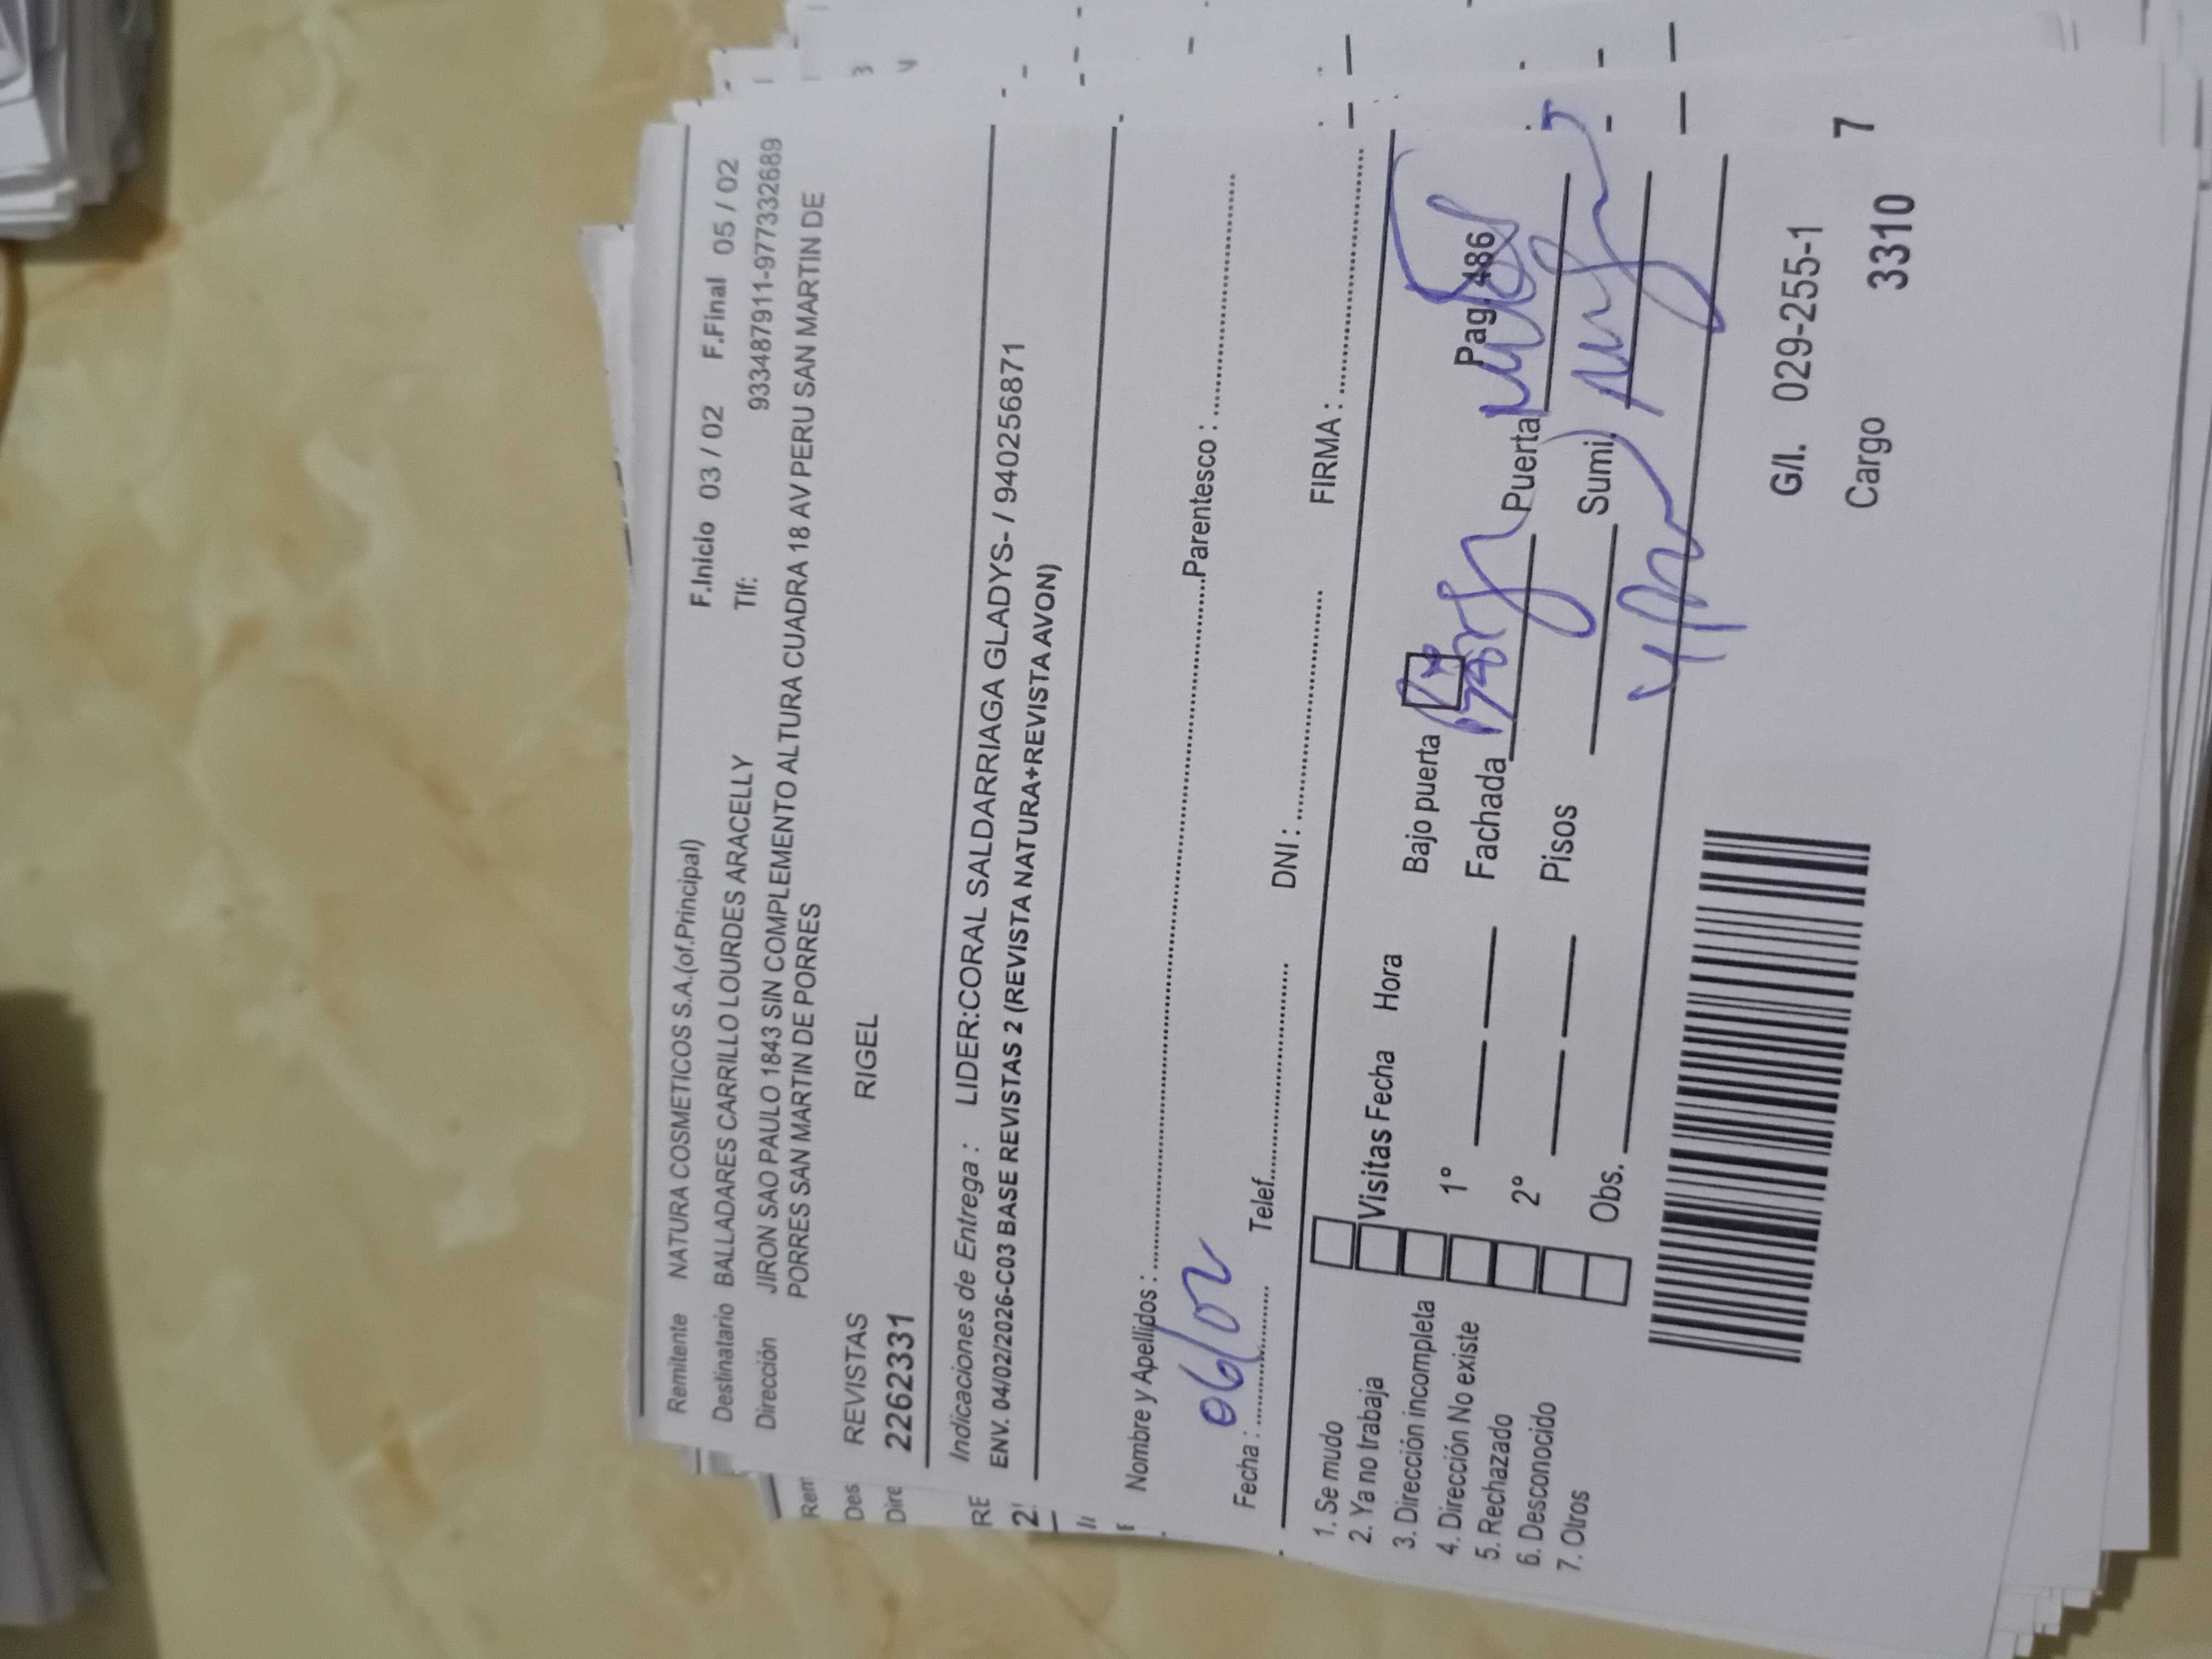 Remitente NATURA COSMETICOS S.A.(of.Principal) F.Inicio 03 / 02 F.Final 05 / 02
Destinatario BALLADARES CARRILLO LOURDES ARACELLY Tlf: 933487911-977332689
Dirección JIRON SAO PAULO 1843 SIN COMPLEMENTO ALTURA CUADRA 18 AV PERU SAN MARTIN DE
PORRES SAN MARTIN DE PORRES
REVISTAS RIGEL
2262331
Indicaciones de Entrega : LIDER:CORAL SALDARRIAGA GLADYS- / 940256871
ENV. 04/02/2026-C03 BASE REVISTAS 2 (REVISTA NATURA+REVISTA AVON)
Nombre y Apellidos : Parentesco :
06/02
Fecha : Telef. DNI : FIRMA :
1. Se mudo
2. Ya no trabaja
3. Dirección incompleta
4. Dirección No existe
5. Rechazado
6. Desconocido
7. Otros
Visitas Fecha Hora Bajo puerta Pag 486
1° Fachada Puerta
2° Pisos Sumi.
Obs.
G/I. 029-255-1
Cargo 3310 7
Rem
Des
Dire
RE